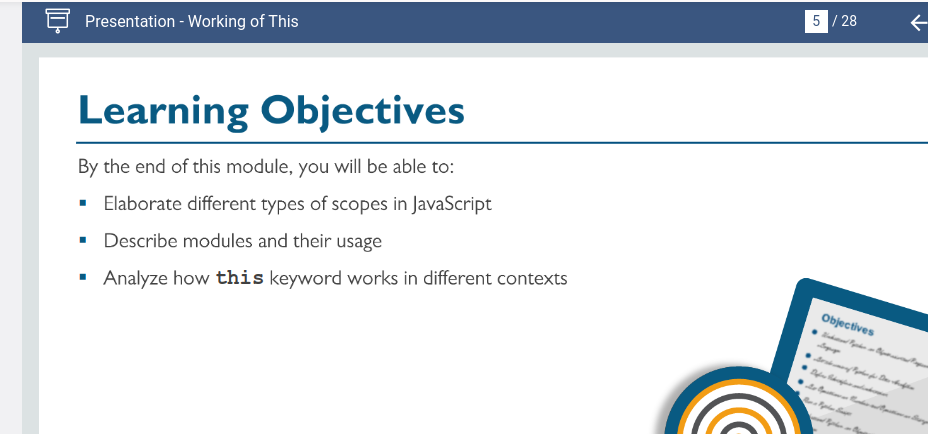 Presentation - Working of This
5 / 28
Learning Objectives
By the end of this module, you will be able to:
Elaborate different types of scopes in JavaScript
Describe modules and their usage
Analyze how this keyword works in different contexts
Objectives